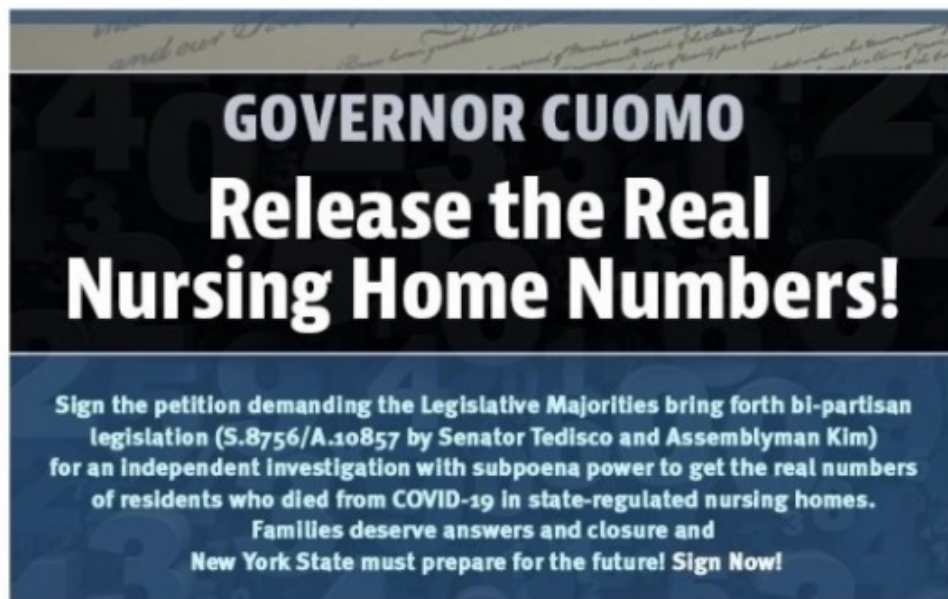 and our
GOVERNOR CUOMO
Release the Real
Nursing Home Numbers!
Sign the petition demanding the Legislative Majorities bring forth bi-partisan
legislation (S.8756/A.10857 by Senator Tedisco and Assemblyman Kim)
for an independent investigation with subpoena power to get the real numbers
of residents who died from COVID-19 in state-regulated nursing homes.
Families deserve answers and closure and
New York State must prepare for the future! Sign Now!